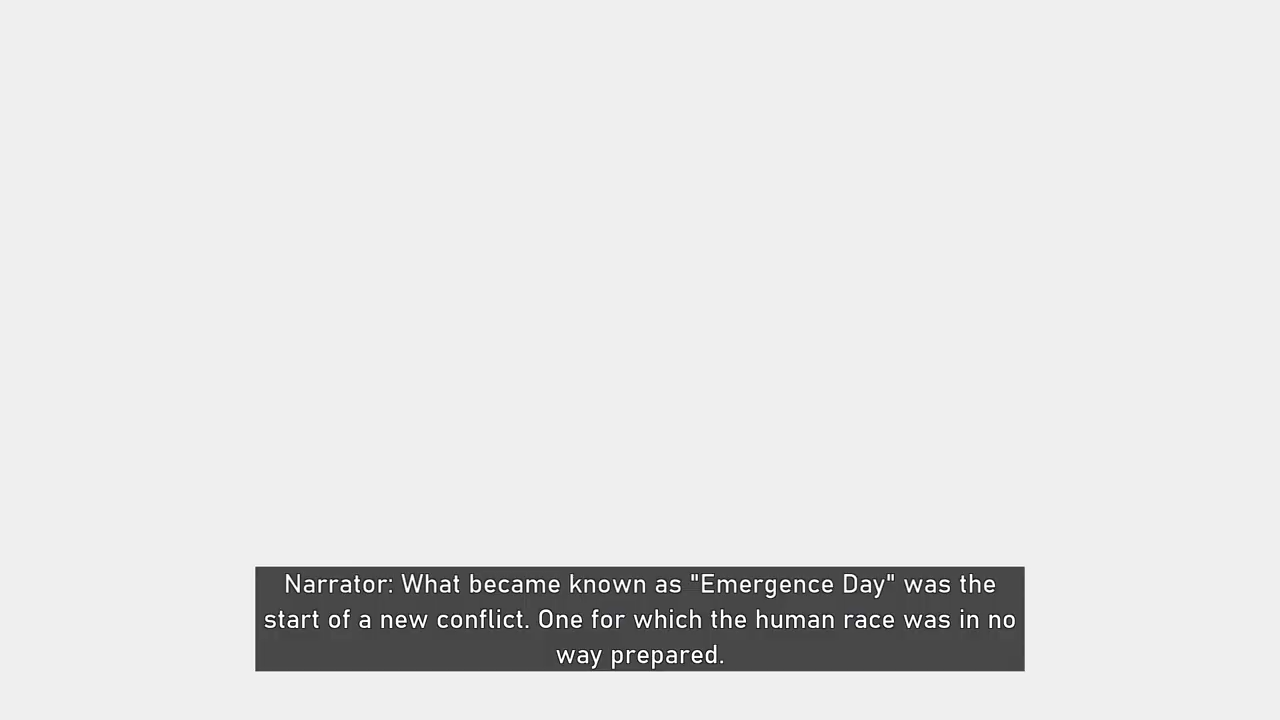 Narrator: What became known as "Emergence Day" was the
start of a new conflict. One for which the human race was in no
way prepared.